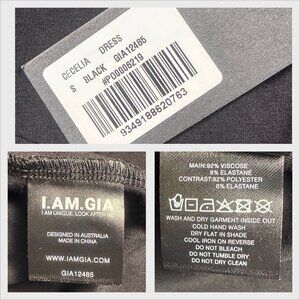 CECELIA DRESS
S BLACK GIA12485
#PO0006219
9349188620763
I.AM.GIA
I AM UNIQUE. LOOK AFTER ME.
DESIGNED IN AUSTRALIA
MADE IN CHINA
WWW.IAMGIA.COM
GIA12485
MAIN:92% VISCOSE
8% ELASTANE
CONTRAST:92% POLYESTER
8% ELASTANE
WASH AND DRY GARMENT INSIDE OUT
COLD HAND WASH
DRY FLAT IN SHADE
COOL IRON ON REVERSE
DO NOT BLEACH
DO NOT TUMBLE DRY
DO NOT DRY CLEAN